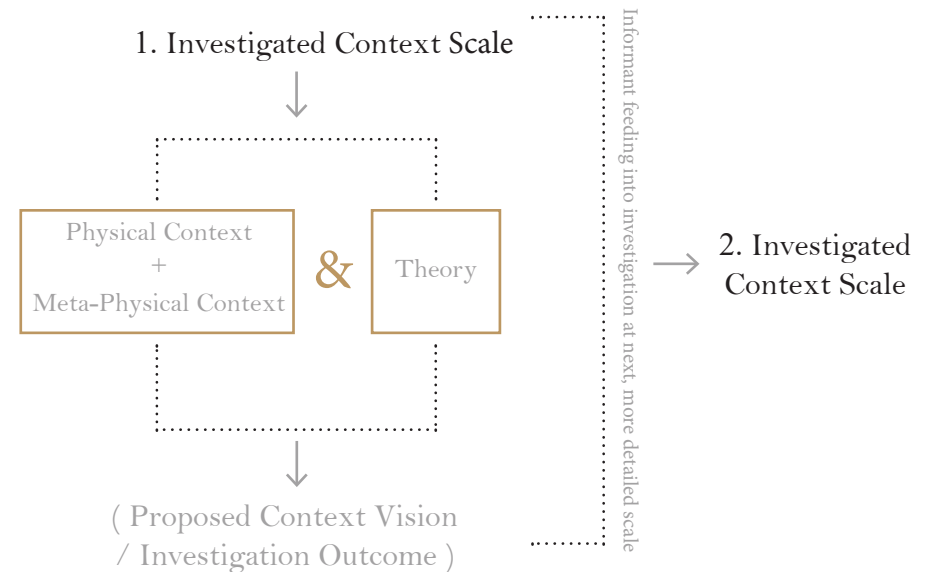 1. Investigated Context Scale
Physical Context
+
Meta-Physical Context
&
Theory
( Proposed Context Vision
/ Investigation Outcome )
Informant feeding into investigation at next, more detailed scale
2. Investigated
Context Scale